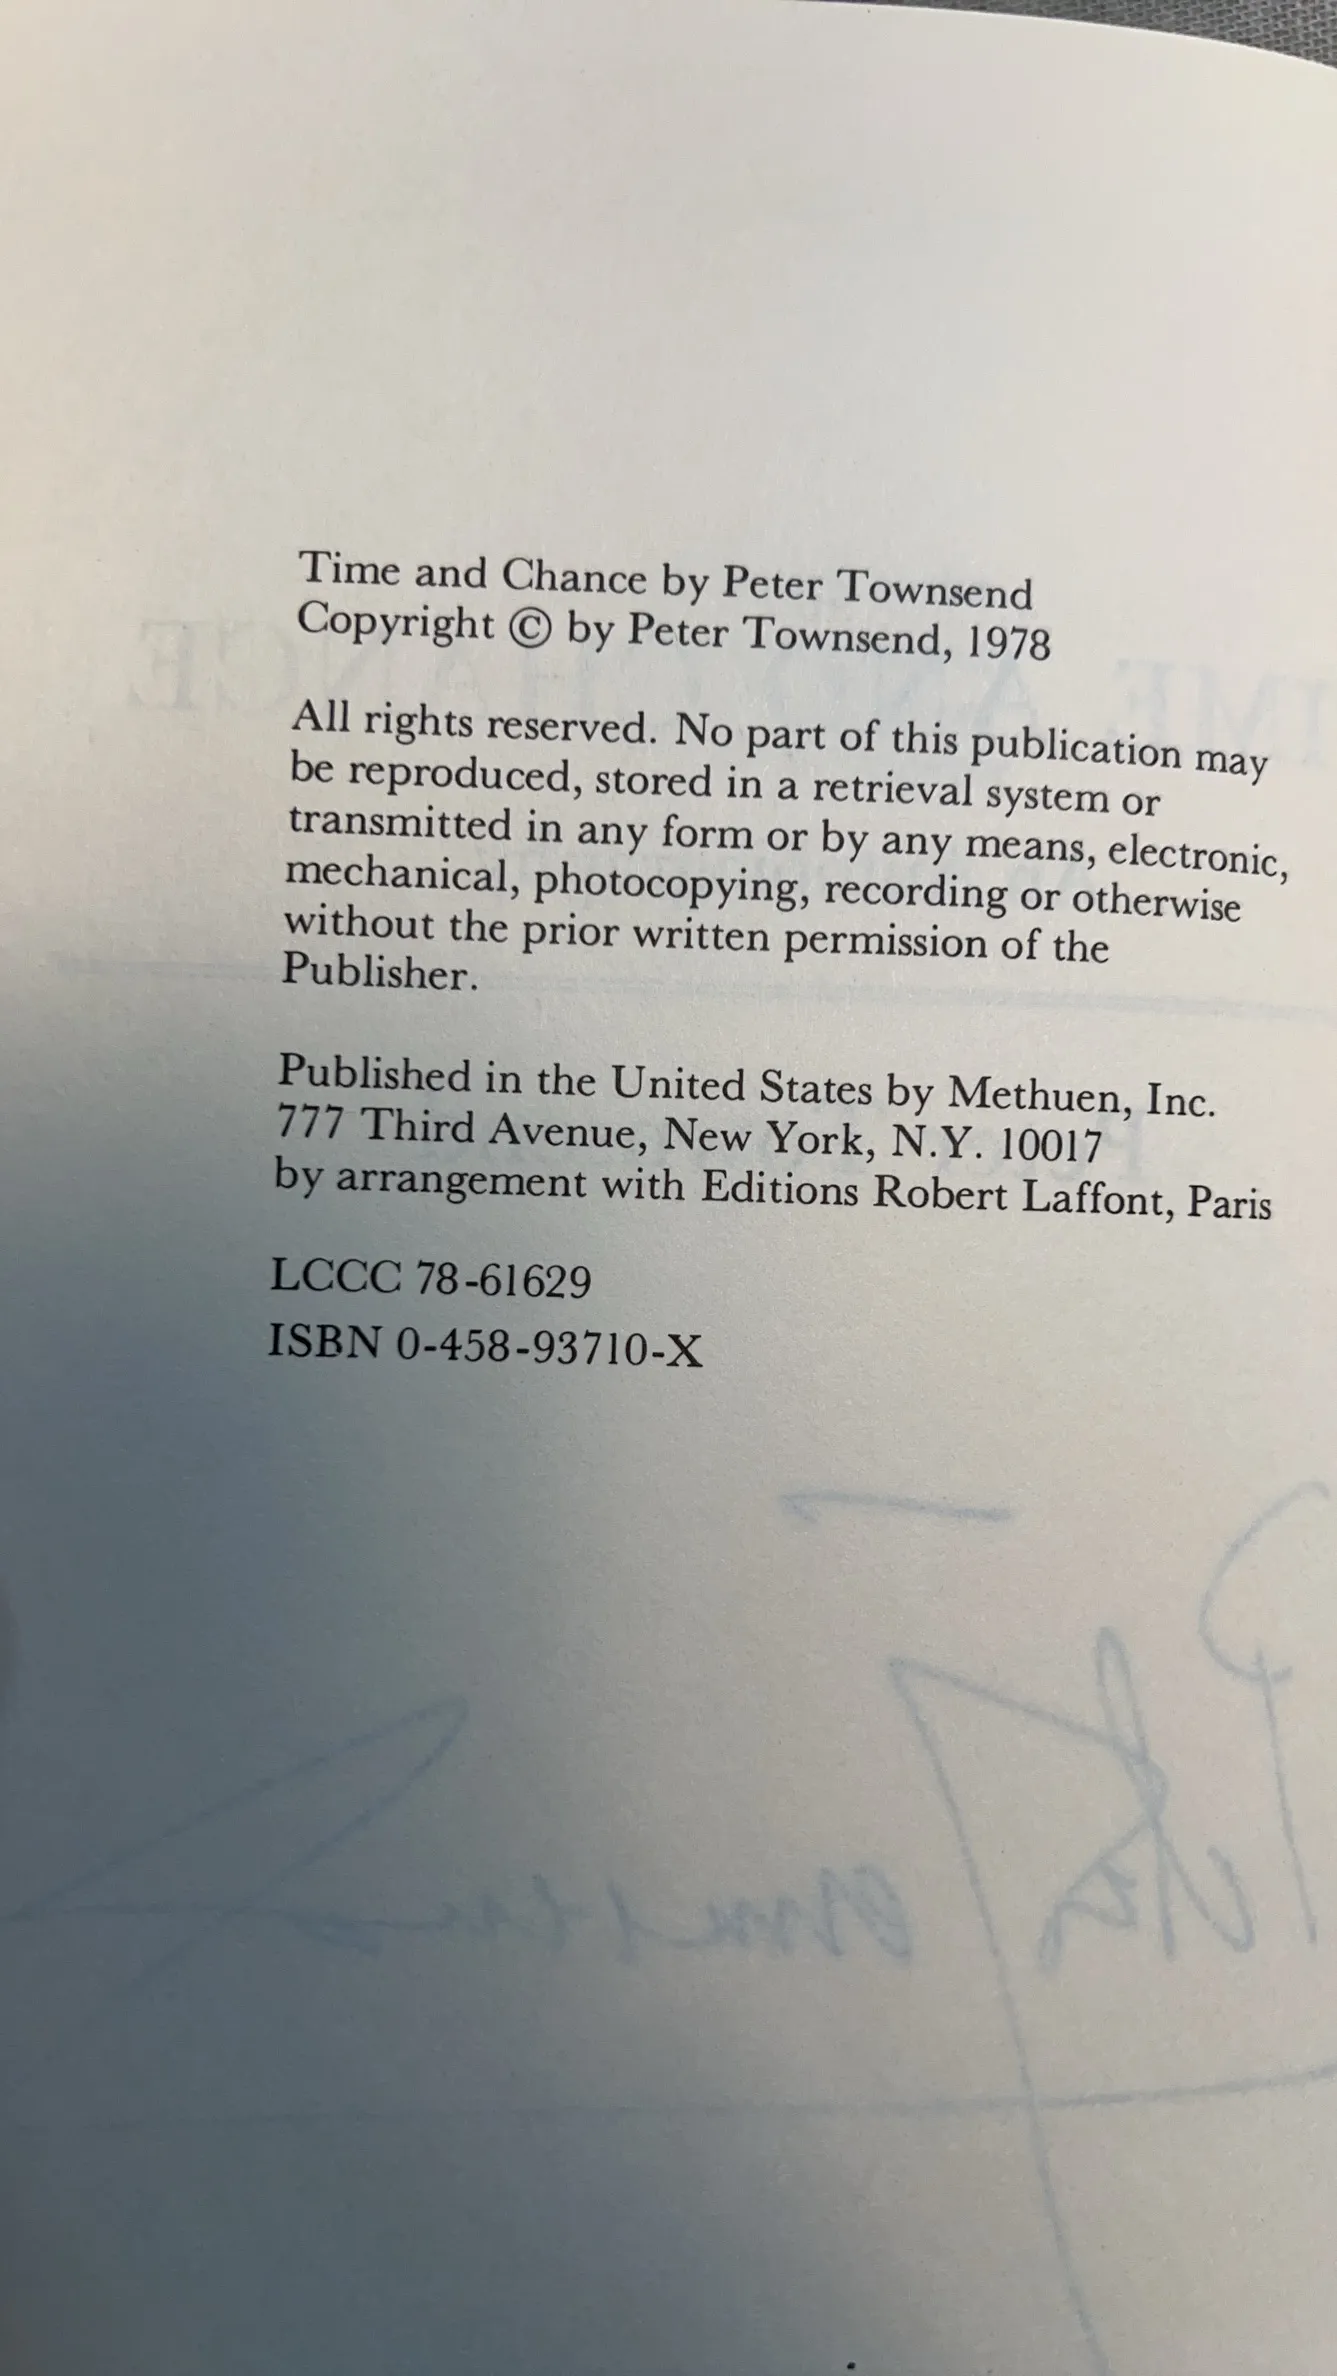 Time and Chance by Peter Townsend
Copyright © by Peter Townsend, 1978
All rights reserved. No part of this publication may
be reproduced, stored in a retrieval system or
transmitted in any form or by any means, electronic,
mechanical, photocopying, recording or otherwise
without the prior written permission of the
Publisher.
Published in the United States by Methuen, Inc.
777 Third Avenue, New York, N.Y. 10017
by arrangement with Editions Robert Laffont, Paris
LCCC 78-61629
ISBN 0-458-93710-X